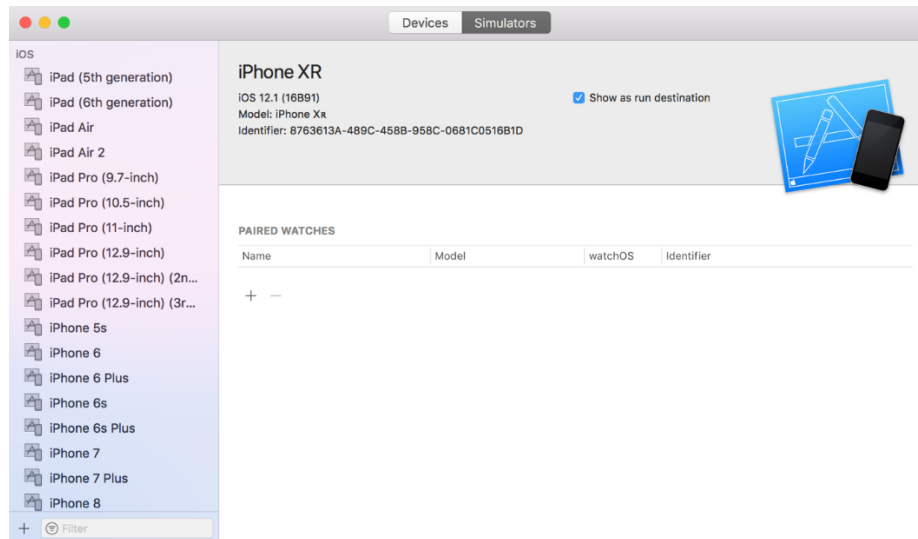 Devices Simulators
iOS
iPad (5th generation)
iPad (6th generation)
iPad Air
iPad Air 2
iPad Pro (9.7-inch)
iPad Pro (10.5-inch)
iPad Pro (11-inch)
iPad Pro (12.9-inch)
iPad Pro (12.9-inch) (2n...
iPad Pro (12.9-inch) (3r...
iPhone 5s
iPhone 6
iPhone 6 Plus
iPhone 6s
iPhone 6s Plus
iPhone 7
iPhone 7 Plus
iPhone 8
+ Filter
iPhone XR
iOS 12.1 (16B91)
Model: iPhone Xʀ
Identifier: 8763613A-489C-458B-958C-0681C0516B1D
Show as run destination
PAIRED WATCHES
Name Model watchOS Identifier
+ −